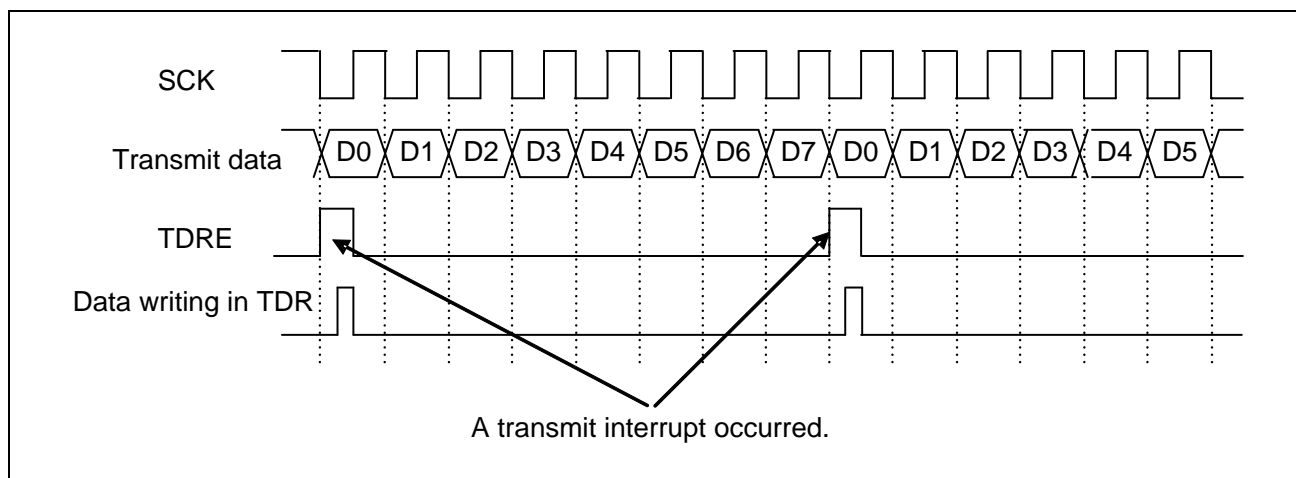 SCK
Transmit data D0 D1 D2 D3 D4 D5 D6 D7 D0 D1 D2 D3 D4 D5
TDRE
Data writing in TDR
A transmit interrupt occurred.